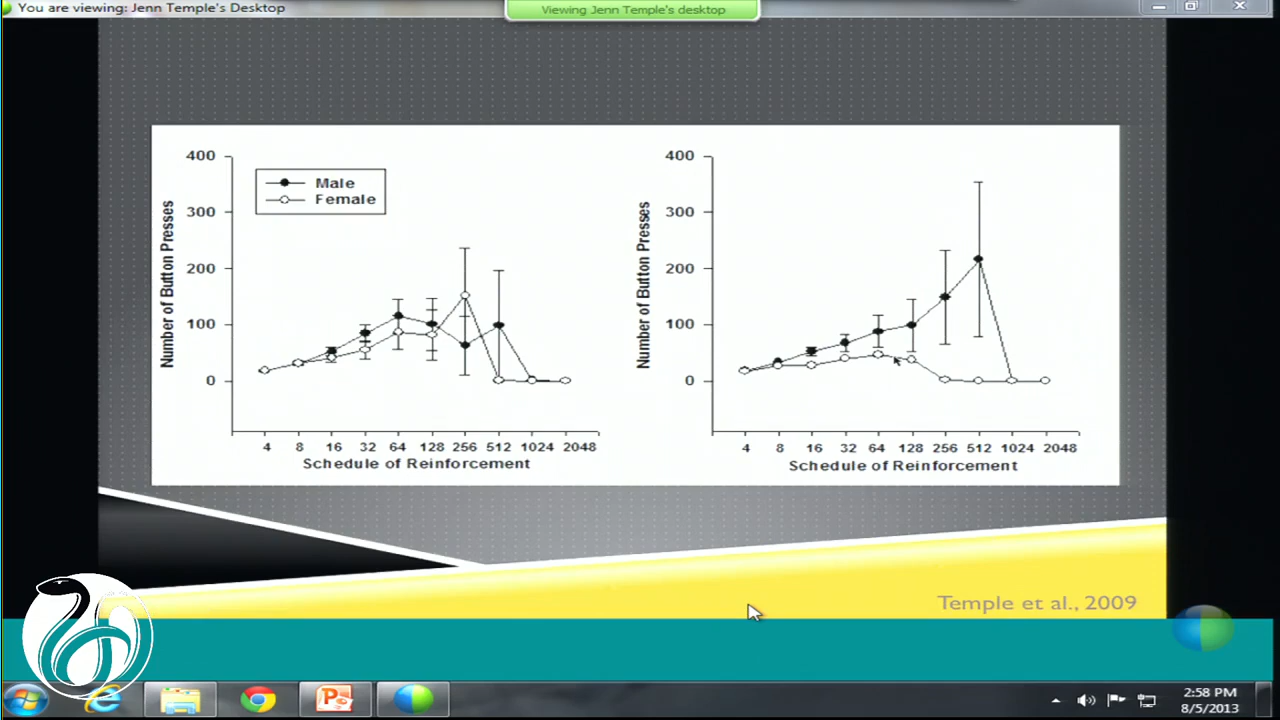 You are viewing: Jenn Temple's Desktop
Viewing Jenn Temple's desktop
400
300
200
100
0
Number of Button Presses
Male
Female
4 8 16 32 64 128 256 512 1024 2048
Schedule of Reinforcement
400
300
200
100
0
Number of Button Presses
4 8 16 32 64 128 256 512 1024 2048
Schedule of Reinforcement
Temple et al., 2009
2:58 PM
8/5/2013